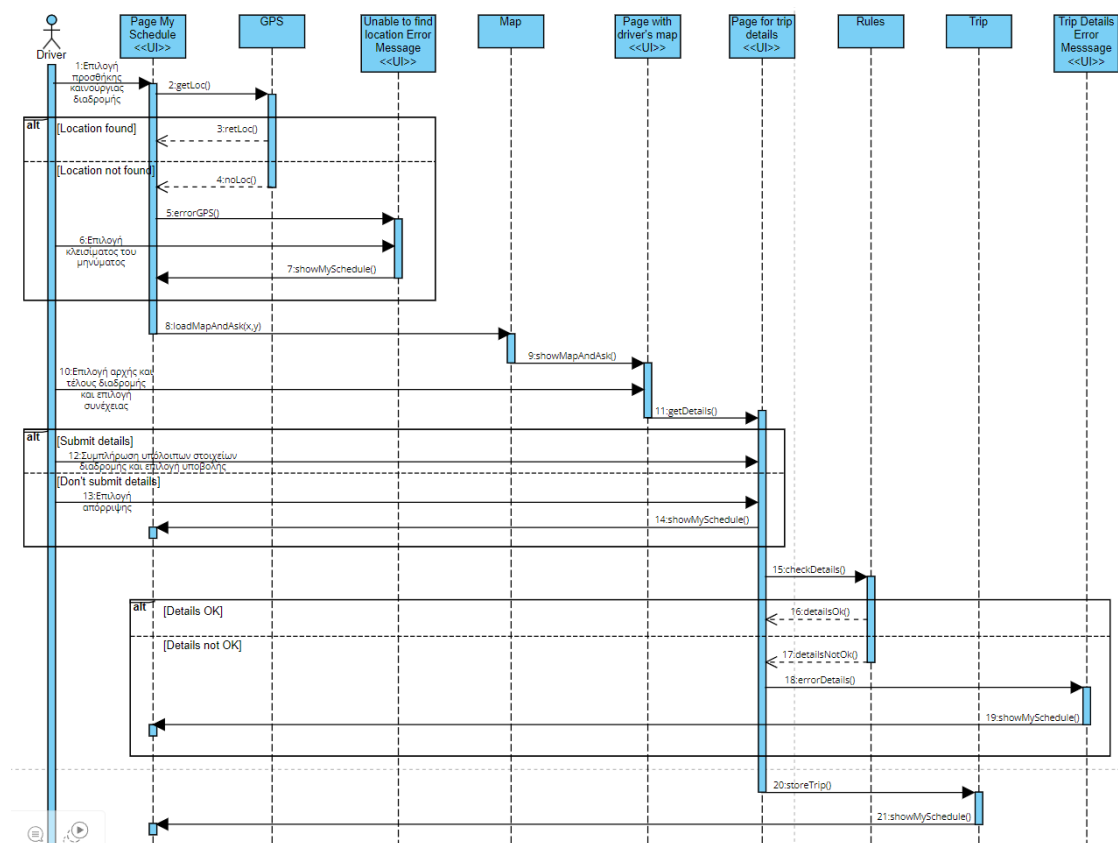 Driver
Page My
Schedule
<<UI>>
GPS
Unable to find
location Error
Message
<<UI>>
Map
Page with
driver's map
<<UI>>
Page for trip
details
<<UI>>
Rules
Trip
Trip Details
Error
Messsage
<<UI>>
1:Επιλογή
προσθήκης
καινούργιας
διαδρομής
2:getLoc()
alt
[Location found]
3:retLoc()
[Location not found]
4:noLoc()
5:errorGPS()
6:Επιλογή
κλεισίματος του
μηνύματος
7:showMySchedule()
8:loadMapAndAsk(x,y)
9:showMapAndAsk()
10:Επιλογή αρχής και
τέλους διαδρομής
και επιλογή
συνέχειας
11:getDetails()
alt
[Submit details]
12:Συμπλήρωση υπόλοιπων στοιχείων
διαδρομής και επιλογή υποβολής
[Don't submit details]
13:Επιλογή
απόρριψης
14:showMySchedule()
15:checkDetails()
alt
[Details OK]
16:detailsOk()
[Details not OK]
17:detailsNotOk()
18:errorDetails()
19:showMySchedule()
20:storeTrip()
21:showMySchedule()